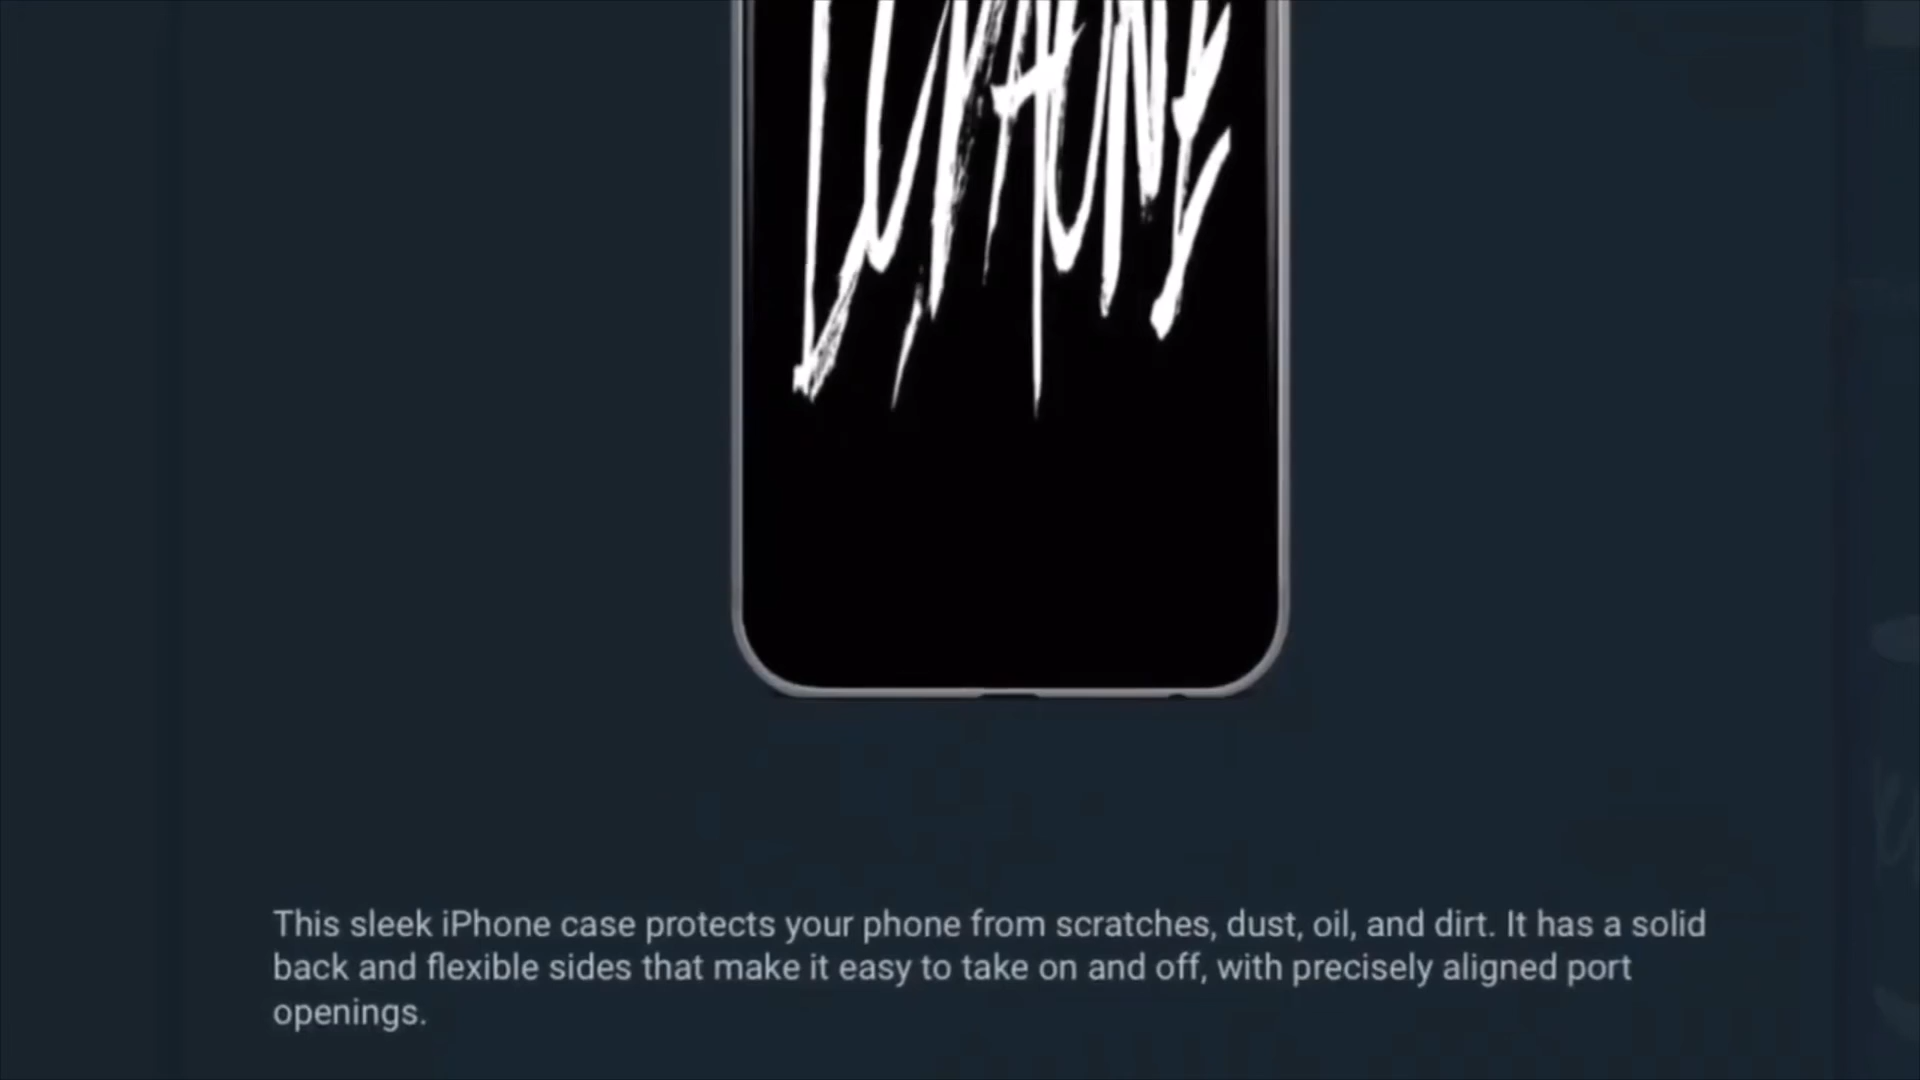 This sleek iPhone case protects your phone from scratches, dust, oil, and dirt. It has a solid
back and flexible sides that make it easy to take on and off, with precisely aligned port
openings.